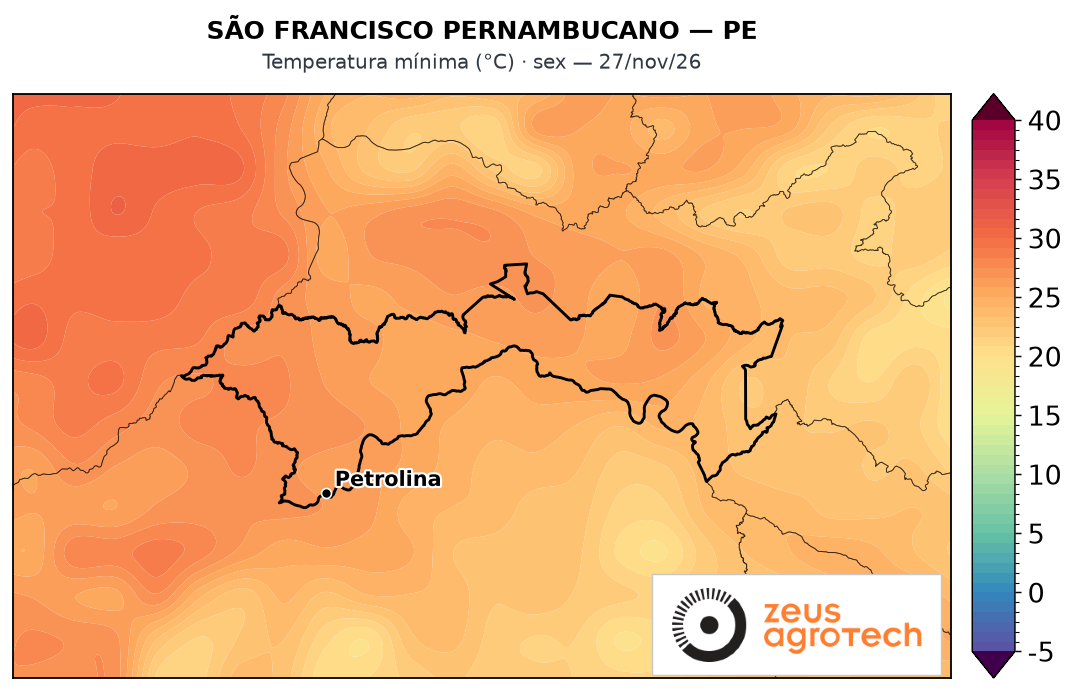 SÃO FRANCISCO PERNAMBUCANO — PE
Temperatura mínima (°C) · sex — 27/nov/26
40
35
30
25
20
15
10
5
0
-5
Petrolina
zeus
agrotech